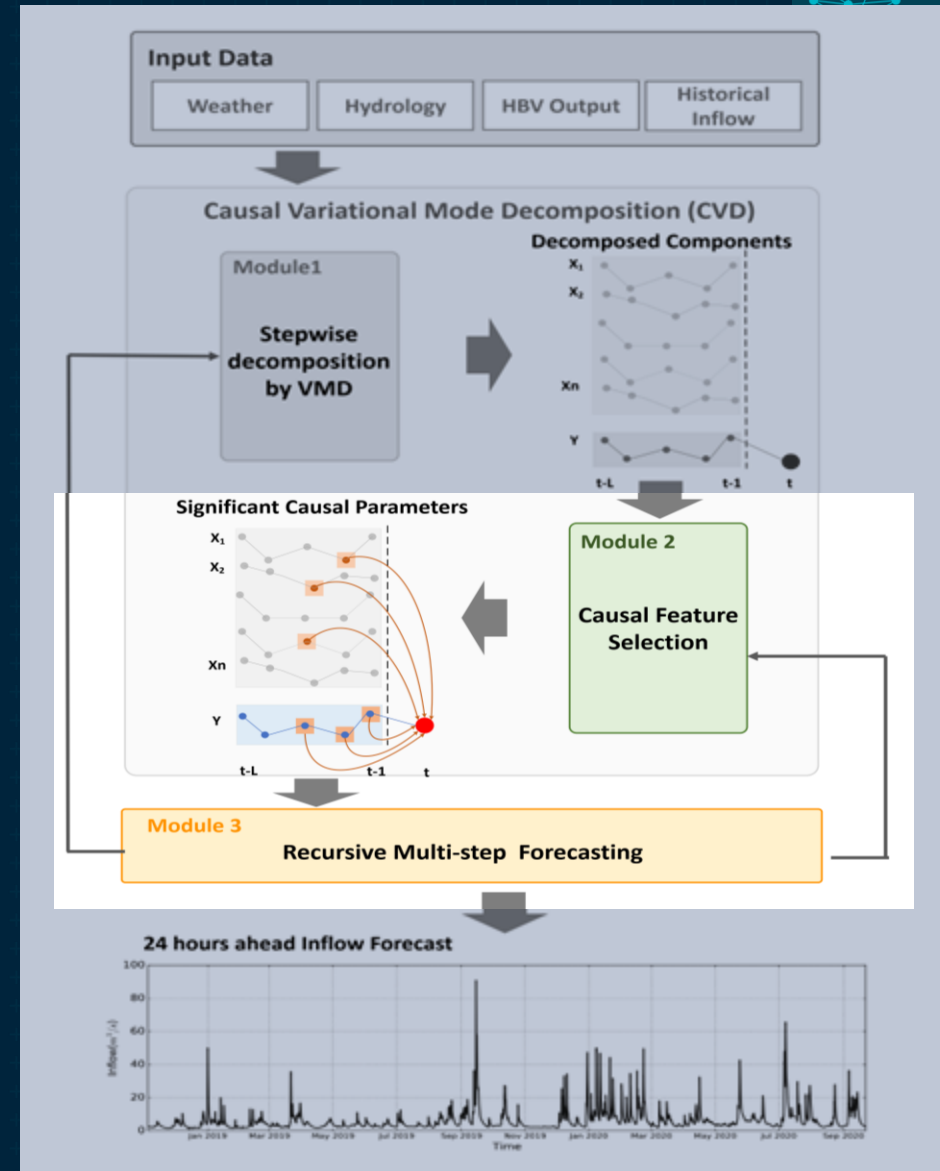 Input Data
Weather
Hydrology
HBV Output
Historical
Inflow
Causal Variational Mode Decomposition (CVD)
Module1
Stepwise
decomposition
by VMD
Decomposed Components
X₁
X₂
Xn
Y
t-L
t-1
t
Significant Causal Parameters
X₁
X₂
Xn
Y
t-L
t-1
t
Module 2
Causal Feature
Selection
Module 3
Recursive Multi-step Forecasting
24 hours ahead Inflow Forecast
Inflow(m³/s)
100
80
60
40
20
0
Jan 2019
Mar 2019
May 2019
Jul 2019
Sep 2019
Nov 2019
Jan 2020
Mar 2020
May 2020
Jul 2020
Sep 2020
Time